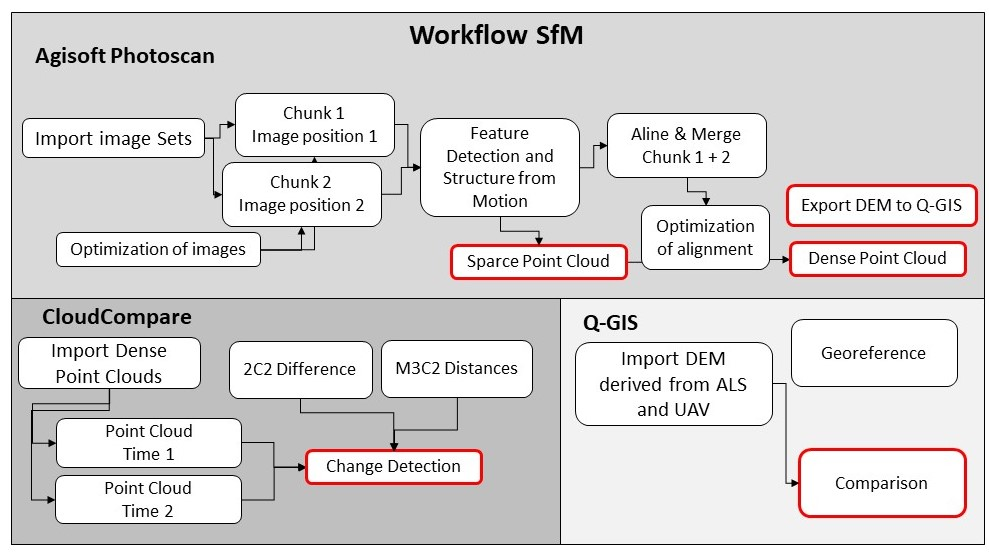 Workflow SfM
Agisoft Photoscan
Import image Sets
Chunk 1
Image position 1
Chunk 2
Image position 2
Optimization of images
Feature
Detection and
Structure from
Motion
Sparce Point Cloud
Aline & Merge
Chunk 1 + 2
Optimization
of alignment
Export DEM to Q-GIS
Dense Point Cloud
CloudCompare
Import Dense
Point Clouds
2C2 Difference
M3C2 Distances
Point Cloud
Time 1
Point Cloud
Time 2
Change Detection
Q-GIS
Import DEM
derived from ALS
and UAV
Georeference
Comparison